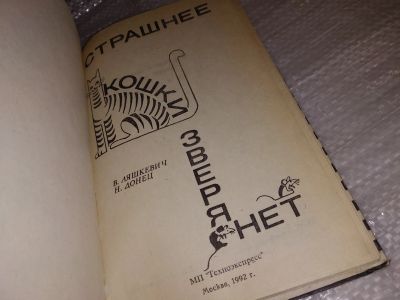 СТРАШНЕЕ
КОШКИ
ЗВЕРЯ
НЕТ
В. ЛЯШКЕВИЧ
Н. ДОНЕЦ
МП "Техноэкспресс"
Москва, 1992 г.